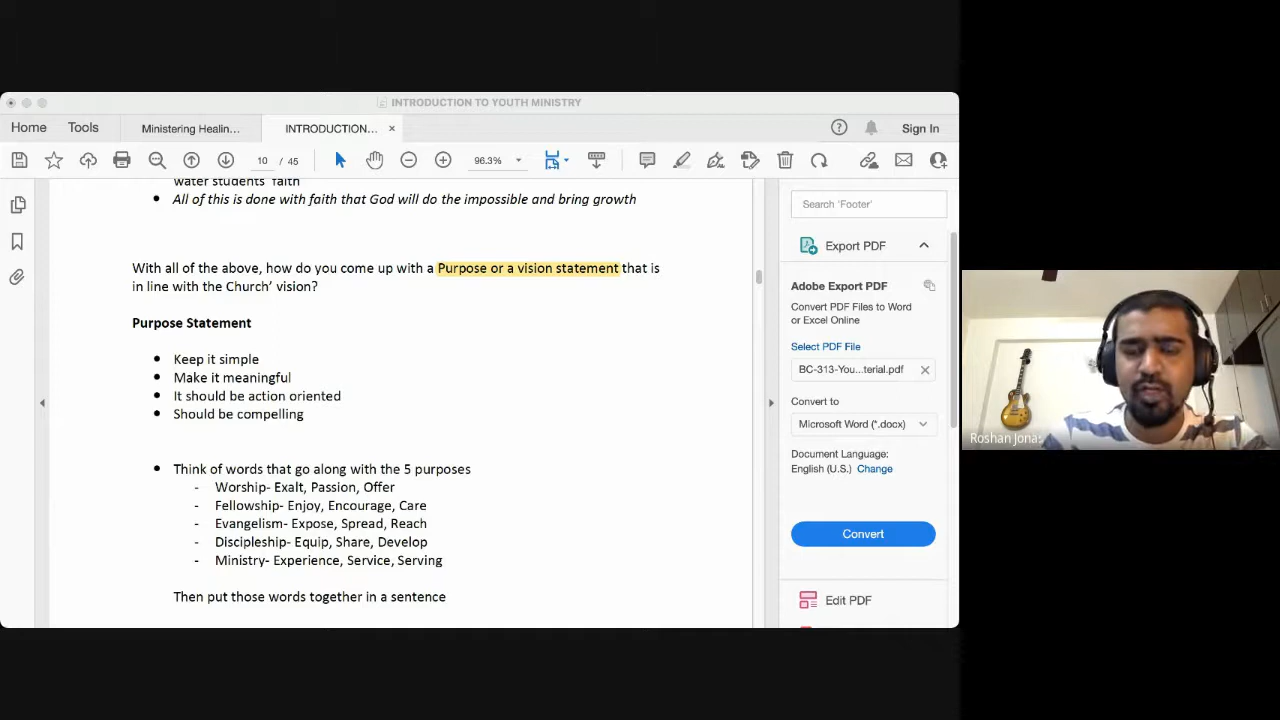 INTRODUCTION TO YOUTH MINISTRY
Home Tools Ministering Healin... INTRODUCTION... × Sign In
10 / 45 96.3%
water students' faith
• All of this is done with faith that God will do the impossible and bring growth
With all of the above, how do you come up with a Purpose or a vision statement that is
in line with the Church' vision?
Purpose Statement
• Keep it simple
• Make it meaningful
• It should be action oriented
• Should be compelling
• Think of words that go along with the 5 purposes
- Worship- Exalt, Passion, Offer
- Fellowship- Enjoy, Encourage, Care
- Evangelism- Expose, Spread, Reach
- Discipleship- Equip, Share, Develop
- Ministry- Experience, Service, Serving
Then put those words together in a sentence
Search 'Footer'
Export PDF
Adobe Export PDF
Convert PDF Files to Word
or Excel Online
Select PDF File
BC-313-You...terial.pdf
Convert to
Microsoft Word (*.docx)
Document Language:
English (U.S.) Change
Convert
Edit PDF
Roshan Jonas